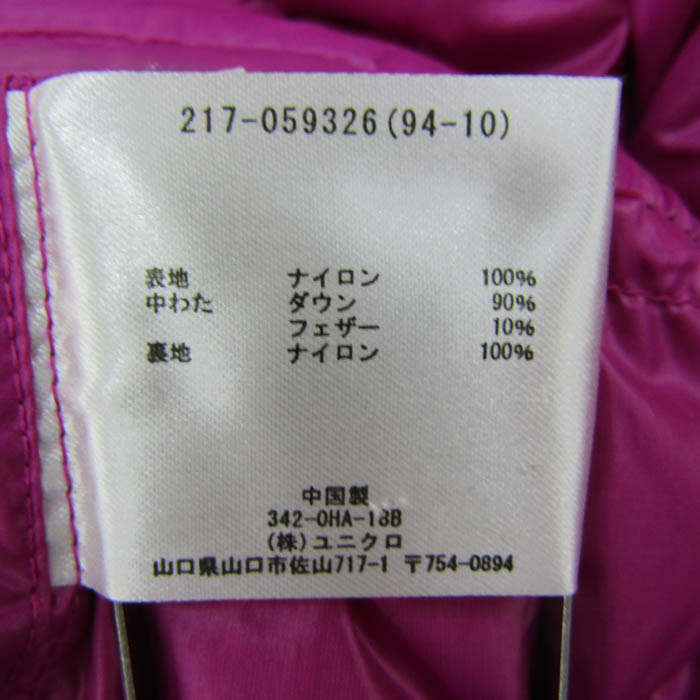 217-059326(94-10)
表地 ナイロン 100%
中わた ダウン 90%
フェザー 10%
裏地 ナイロン 100%
中国製
342-OHA-18B
(株)ユニクロ
山口県山口市佐山717-1 〒754-0894